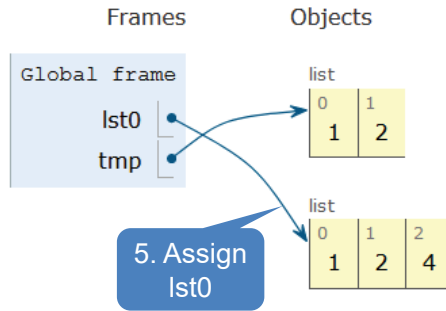 Frames Objects
Global frame
lst0
tmp
list
0 1
1 2
list
0 1 2
1 2 4
5. Assign
lst0